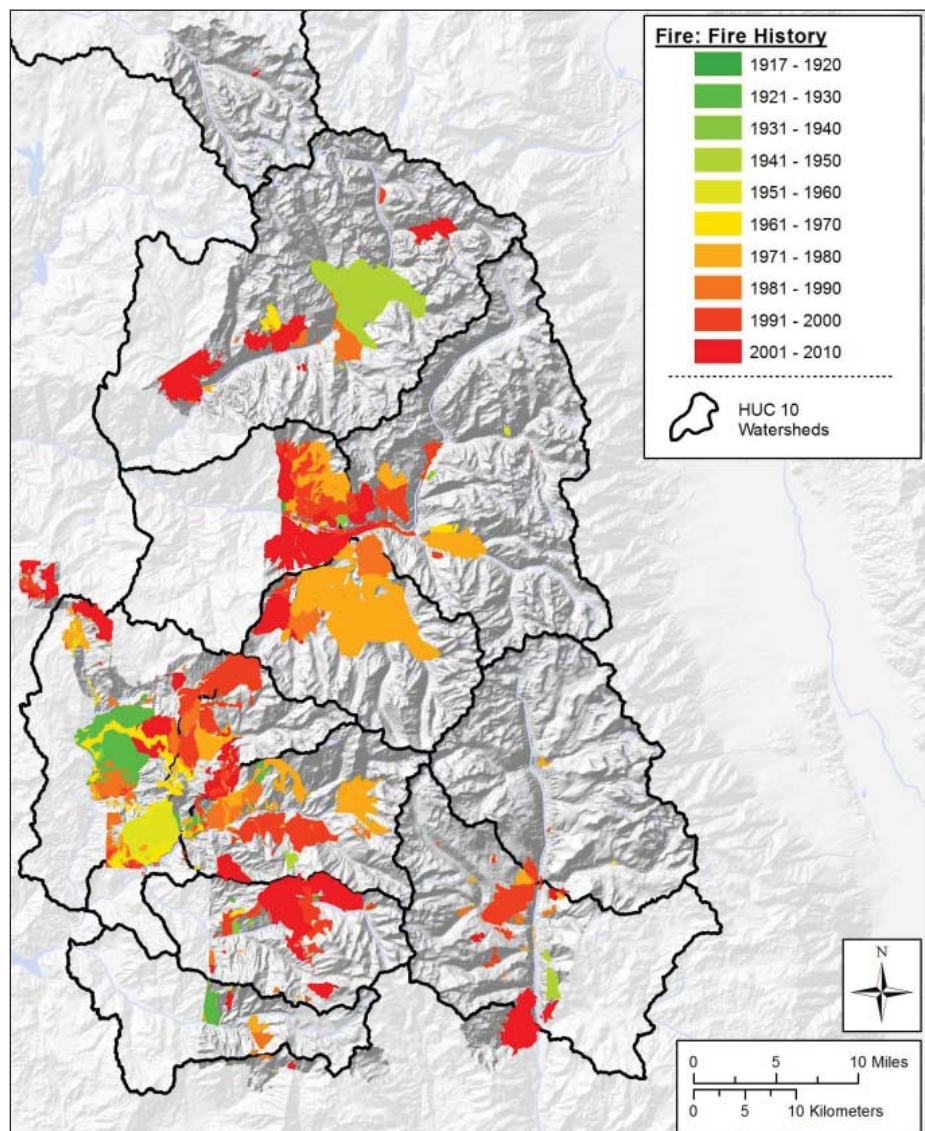 Fire: Fire History
1917 - 1920
1921 - 1930
1931 - 1940
1941 - 1950
1951 - 1960
1961 - 1970
1971 - 1980
1981 - 1990
1991 - 2000
2001 - 2010
HUC 10
Watersheds
N
0 5 10 Miles
0 5 10 Kilometers